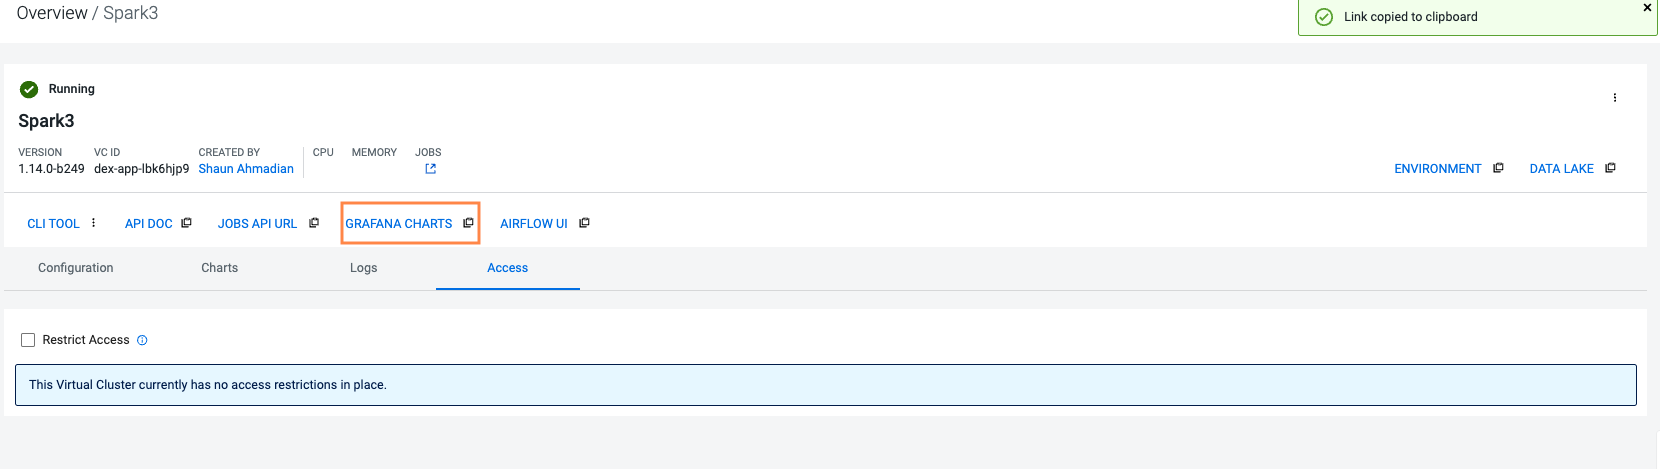 Overview / Spark3
Link copied to clipboard
Running
Spark3
VERSION VC ID CREATED BY CPU MEMORY JOBS
1.14.0-b249 dex-app-lbk6hjp9 Shaun Ahmadian
ENVIRONMENT DATA LAKE
CLI TOOL API DOC JOBS API URL GRAFANA CHARTS AIRFLOW UI
Configuration Charts Logs Access
Restrict Access
This Virtual Cluster currently has no access restrictions in place.